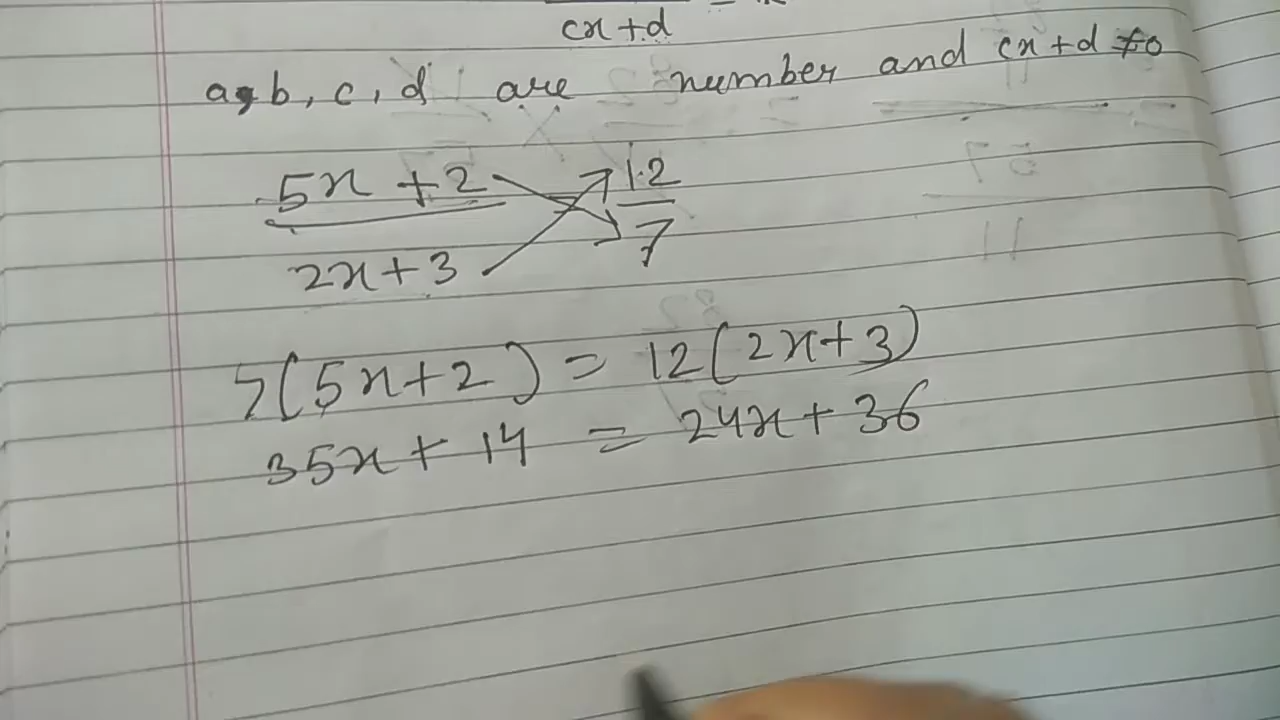 cx+d =
a, b, c, d are number and cx+d ≠0
5x +2 12
2x+3 7
7(5x+2) = 12(2x+3)
35x+14 = 24x+36